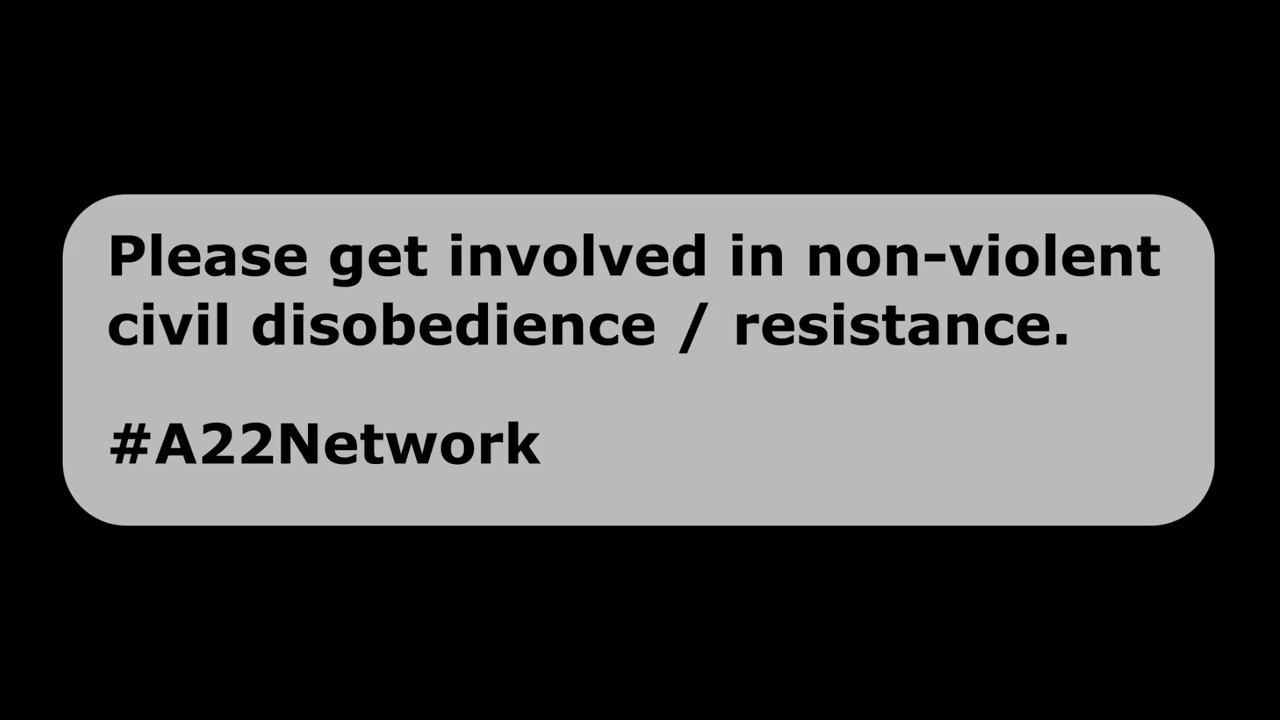 Please get involved in non-violent
civil disobedience / resistance.
#A22Network